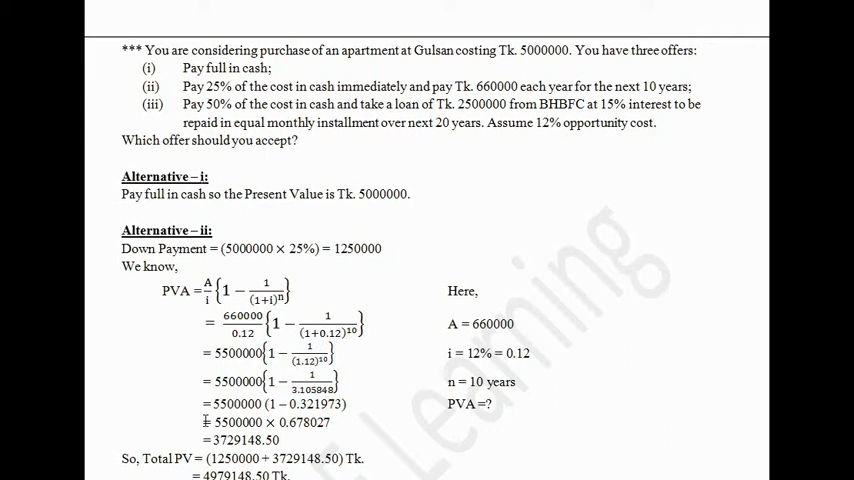 *** You are considering purchase of an apartment at Gulsan costing Tk. 5000000. You have three offers:
(i) Pay full in cash;
(ii) Pay 25% of the cost in cash immediately and pay Tk. 660000 each year for the next 10 years;
(iii) Pay 50% of the cost in cash and take a loan of Tk. 2500000 from BHBFC at 15% interest to be
repaid in equal monthly installment over next 20 years. Assume 12% opportunity cost.
Which offer should you accept?
Alternative – i:
Pay full in cash so the Present Value is Tk. 5000000.
Alternative – ii:
Down Payment = (5000000 × 25%) = 1250000
We know,
PVA = A/i {1 − 1/(1+i)^n} Here,
= 660000/0.12 {1 − 1/(1+0.12)^10} A = 660000
= 5500000{1 − 1/(1.12)^10} i = 12% = 0.12
= 5500000{1 − 1/3.105848} n = 10 years
= 5500000 (1 − 0.321973) PVA =?
= 5500000 × 0.678027
= 3729148.50
So, Total PV = (1250000 + 3729148.50) Tk.
= 4979148.50 Tk.
Learning